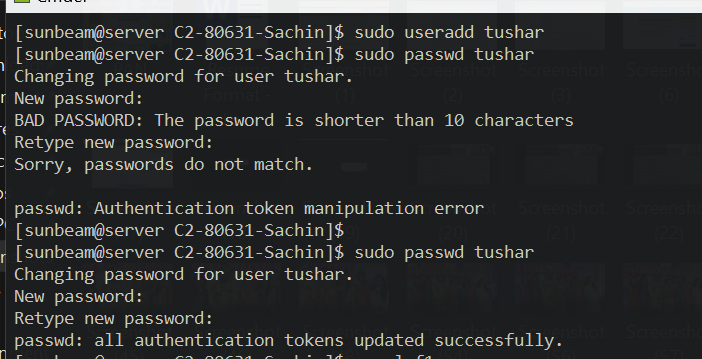 [sunbeam@server C2-80631-Sachin]$ sudo useradd tushar
[sunbeam@server C2-80631-Sachin]$ sudo passwd tushar
Changing password for user tushar.
New password:
BAD PASSWORD: The password is shorter than 10 characters
Retype new password:
Sorry, passwords do not match.
passwd: Authentication token manipulation error
[sunbeam@server C2-80631-Sachin]$
[sunbeam@server C2-80631-Sachin]$ sudo passwd tushar
Changing password for user tushar.
New password:
Retype new password:
passwd: all authentication tokens updated successfully.